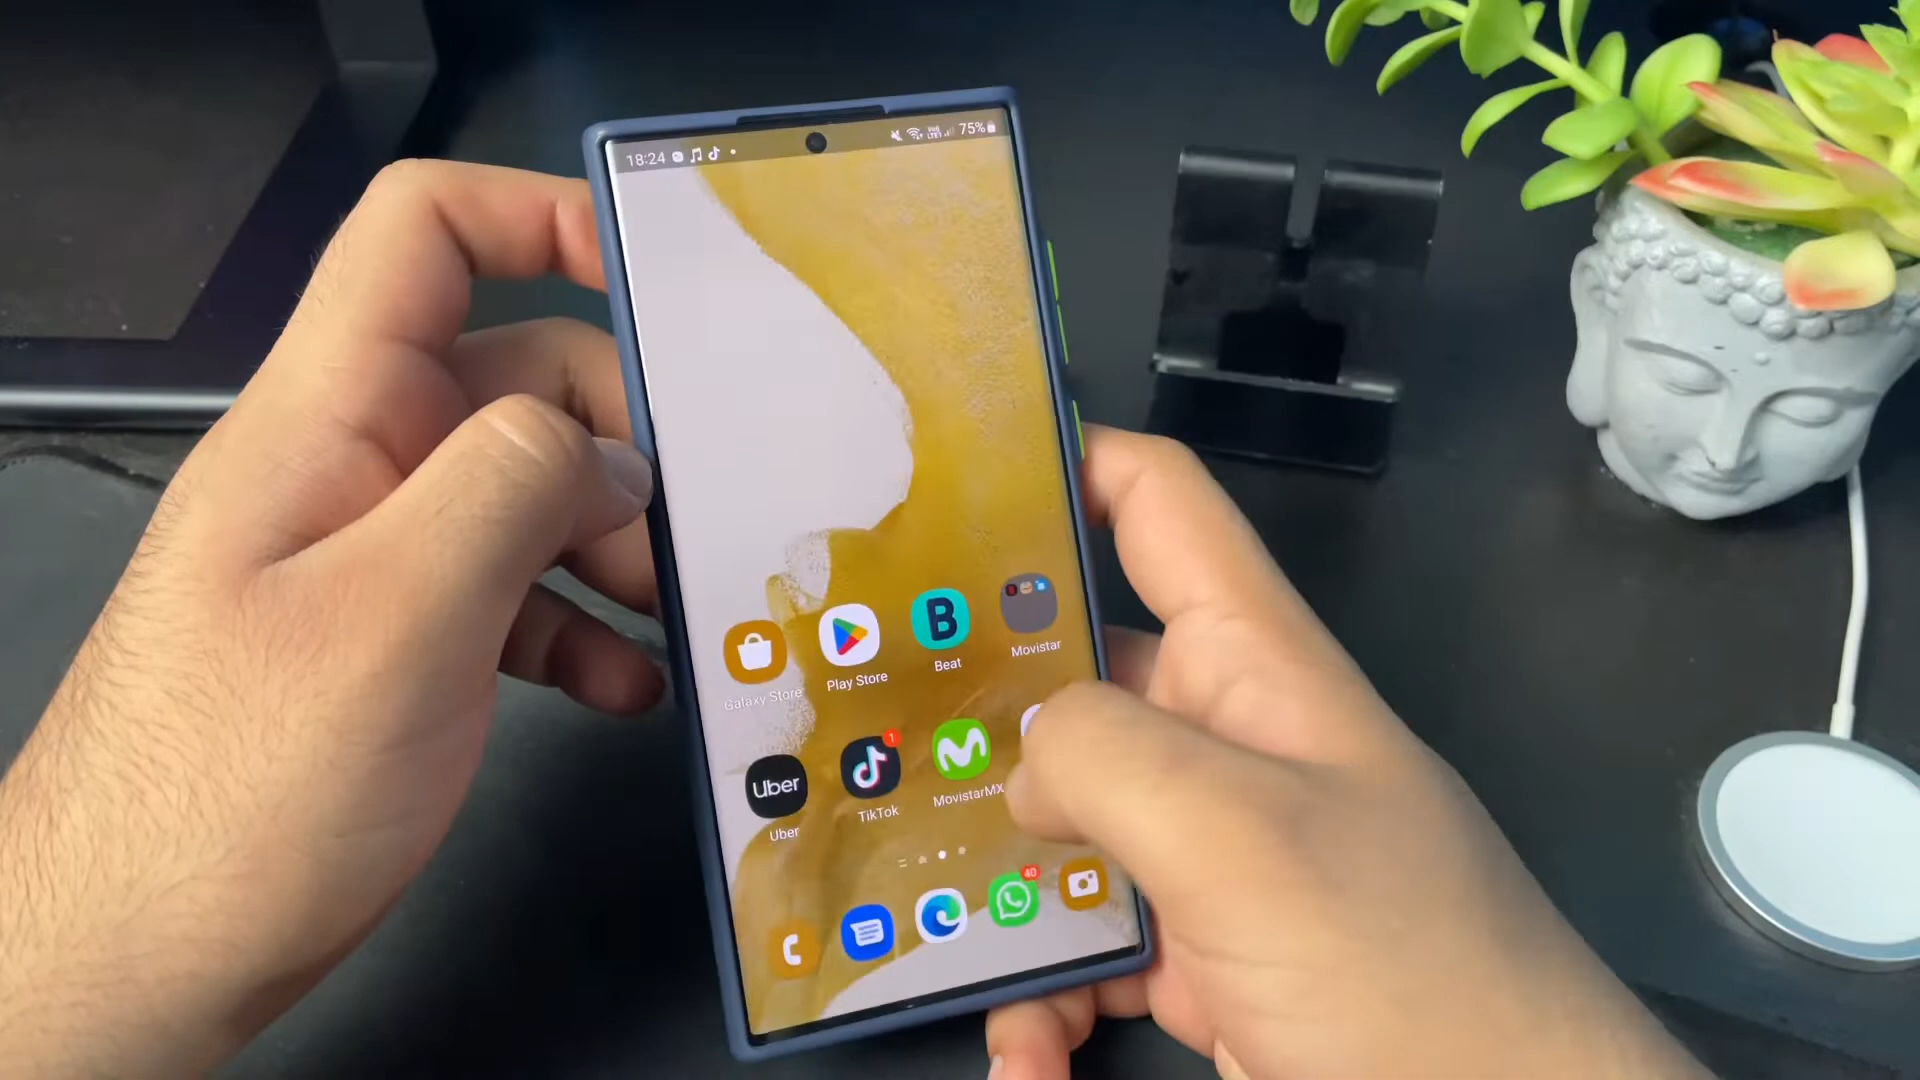 18:24
75%
Galaxy Store
Play Store
B
Beat
Movistar
Uber
Uber
1
TikTok
MovistarMX
40